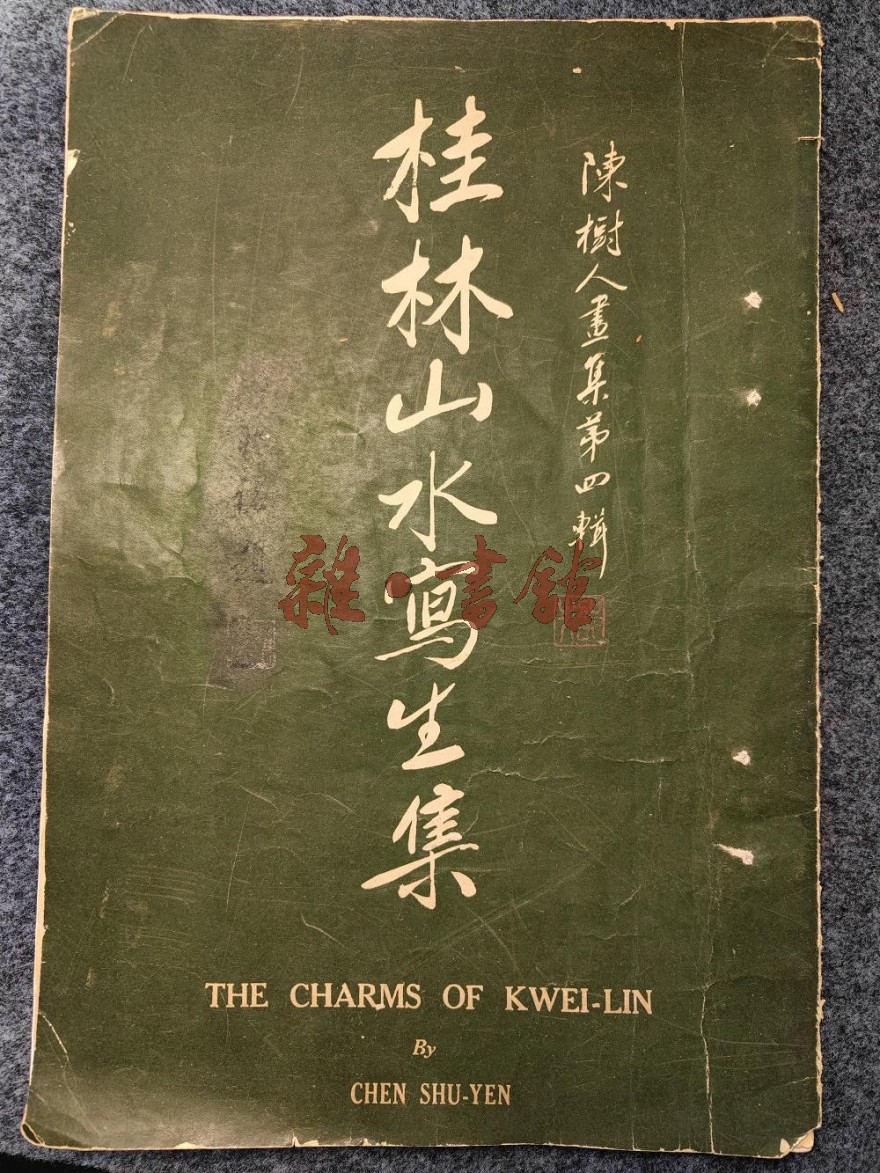 陳樹人畫集第四輯
桂林山水寫生集
雜·書館
THE CHARMS OF KWEI-LIN
By
CHEN SHU-YEN